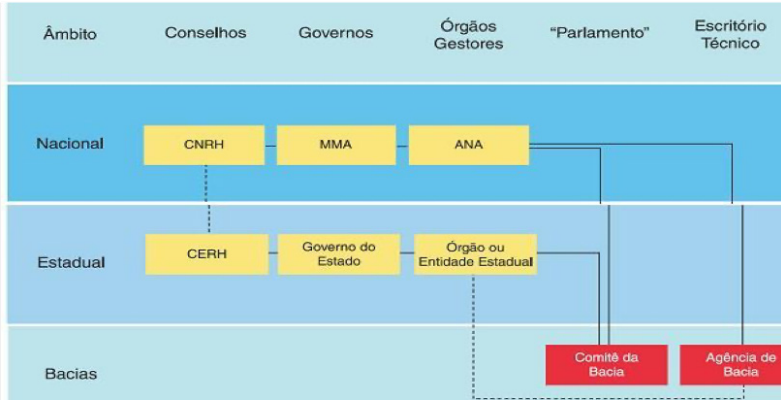 Âmbito
Conselhos
Governos
Órgãos
Gestores
“Parlamento”
Escritório
Técnico
Nacional
CNRH
MMA
ANA
Estadual
CERH
Governo do
Estado
Órgão ou
Entidade Estadual
Bacias
Comitê da
Bacia
Agência de
Bacia